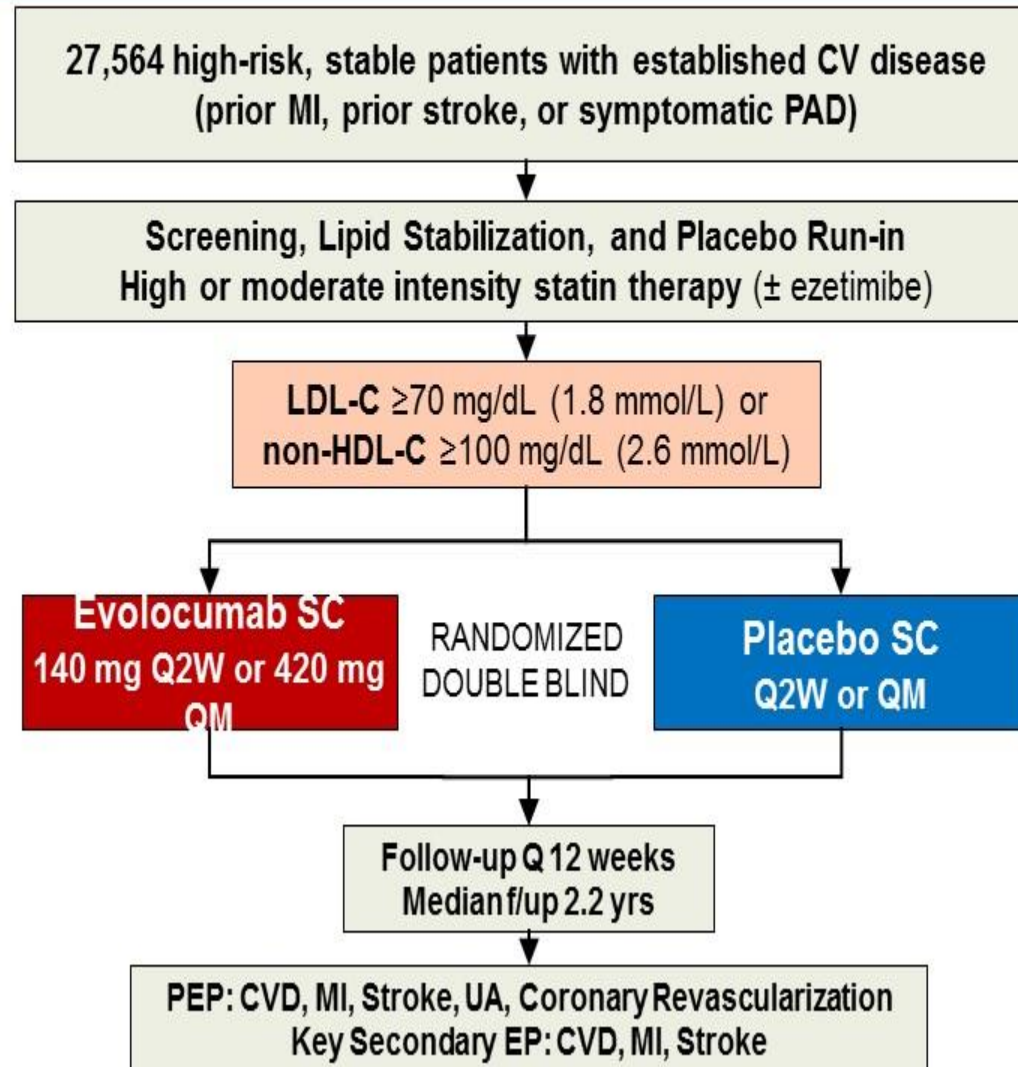 27,564 high-risk, stable patients with established CV disease
(prior MI, prior stroke, or symptomatic PAD)
Screening, Lipid Stabilization, and Placebo Run-in
High or moderate intensity statin therapy (± ezetimibe)
LDL-C ≥70 mg/dL (1.8 mmol/L) or
non-HDL-C ≥100 mg/dL (2.6 mmol/L)
Evolocumab SC
140 mg Q2W or 420 mg
QM
RANDOMIZED
DOUBLE BLIND
Placebo SC
Q2W or QM
Follow-up Q 12 weeks
Median f/up 2.2 yrs
PEP: CVD, MI, Stroke, UA, Coronary Revascularization
Key Secondary EP: CVD, MI, Stroke